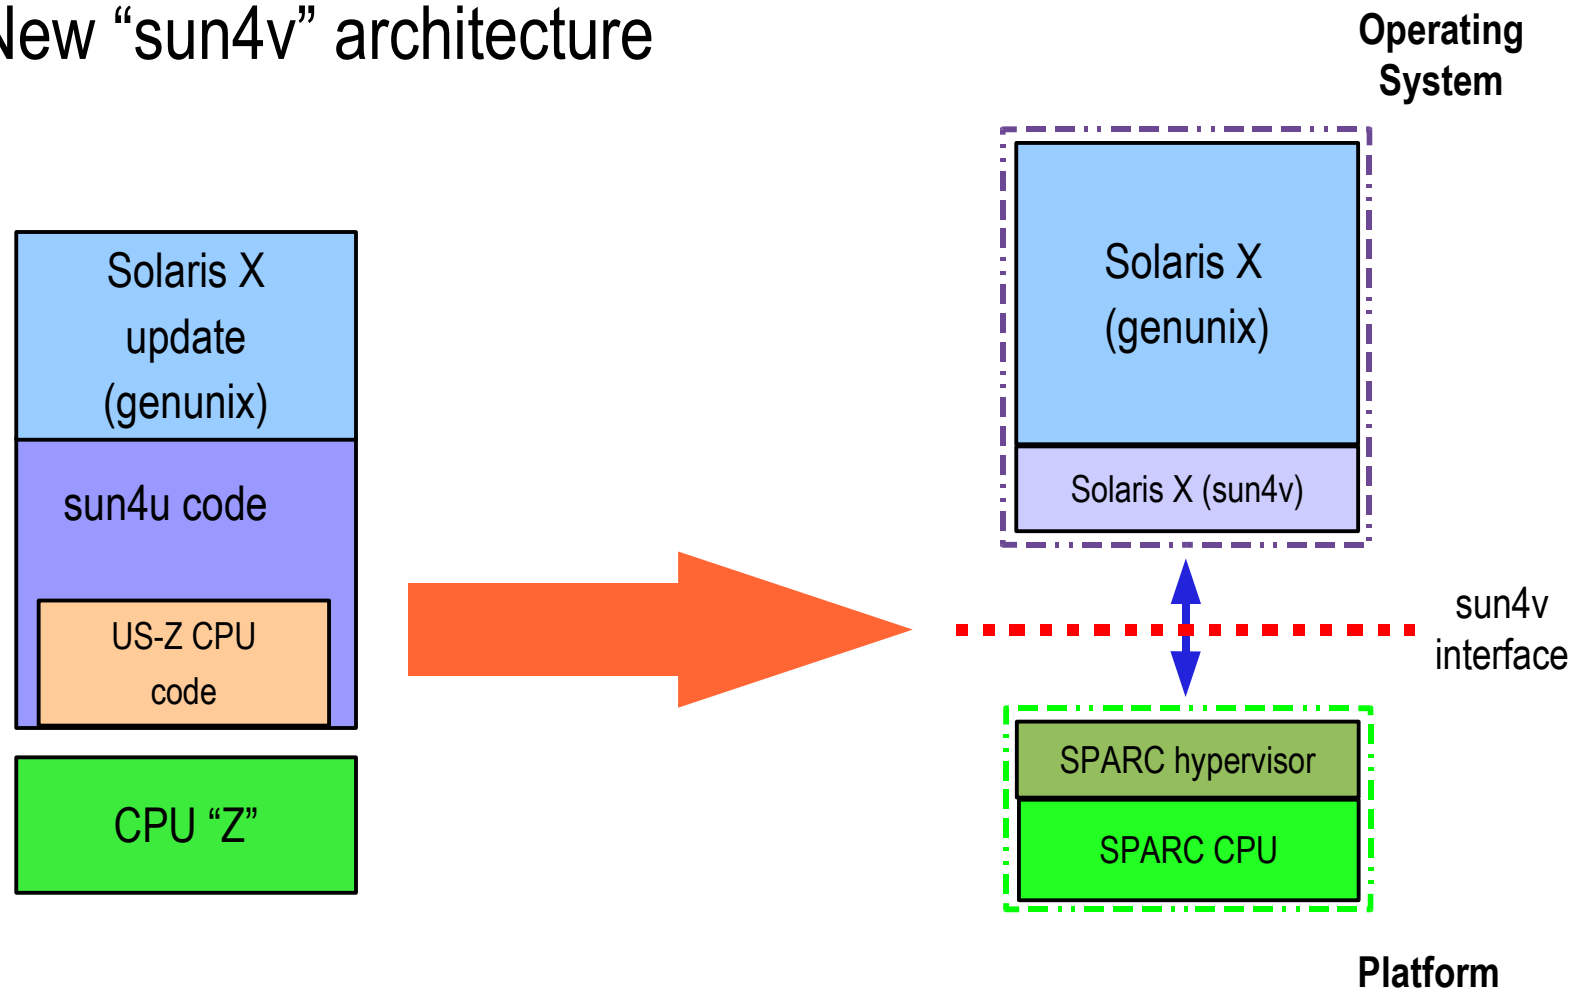 New “sun4v” architecture
Operating
System
Solaris X
update
(genunix)
sun4u code
US-Z CPU
code
CPU “Z”
Solaris X
(genunix)
Solaris X (sun4v)
sun4v
interface
SPARC hypervisor
SPARC CPU
Platform